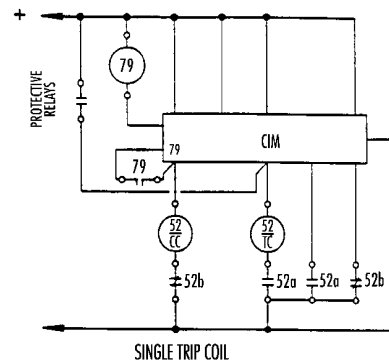 +
PROTECTIVE
RELAYS
79
79
CIM
79
52
CC
52
TC
52b
52a
52a
52b
SINGLE TRIP COIL